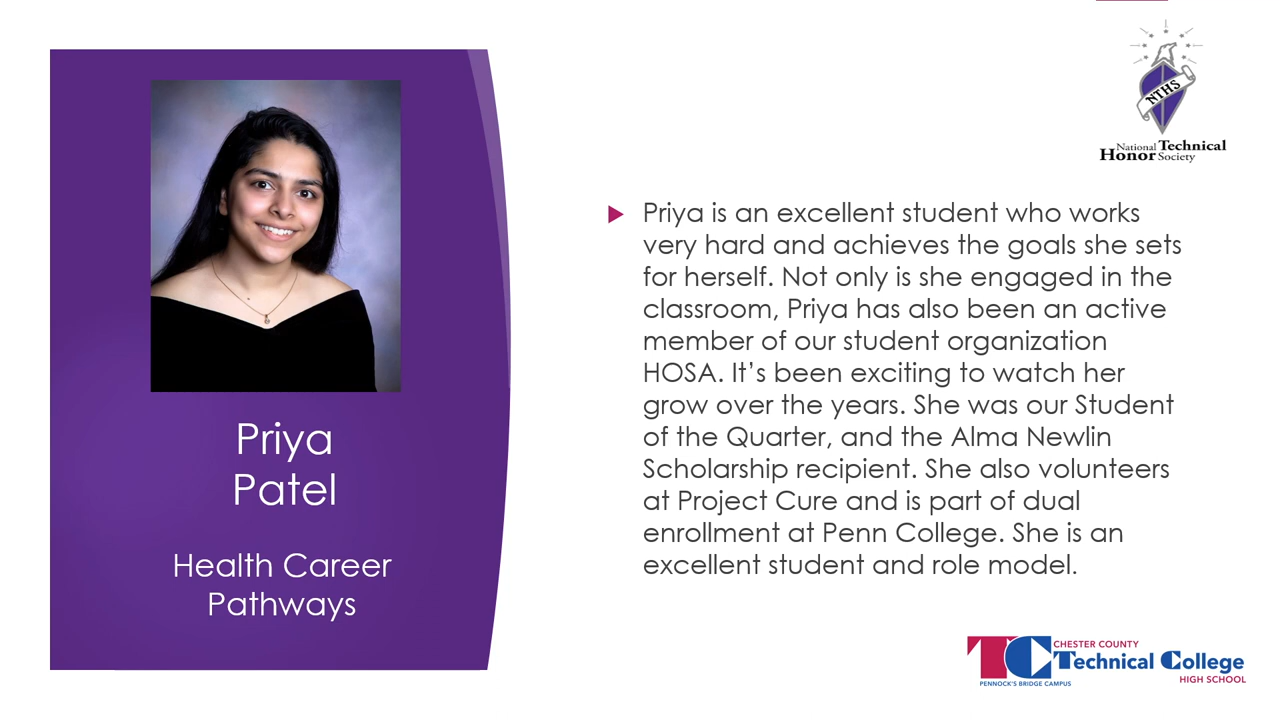 NTHS
National Technical
Honor Society
Priya
Patel
Health Career
Pathways
Priya is an excellent student who works
very hard and achieves the goals she sets
for herself. Not only is she engaged in the
classroom, Priya has also been an active
member of our student organization
HOSA. It’s been exciting to watch her
grow over the years. She was our Student
of the Quarter, and the Alma Newlin
Scholarship recipient. She also volunteers
at Project Cure and is part of dual
enrollment at Penn College. She is an
excellent student and role model.
TC CHESTER COUNTY
Technical College
HIGH SCHOOL
PENNOCK'S BRIDGE CAMPUS